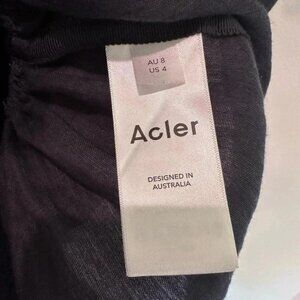 AU 8
US 4
Acler
DESIGNED IN
AUSTRALIA